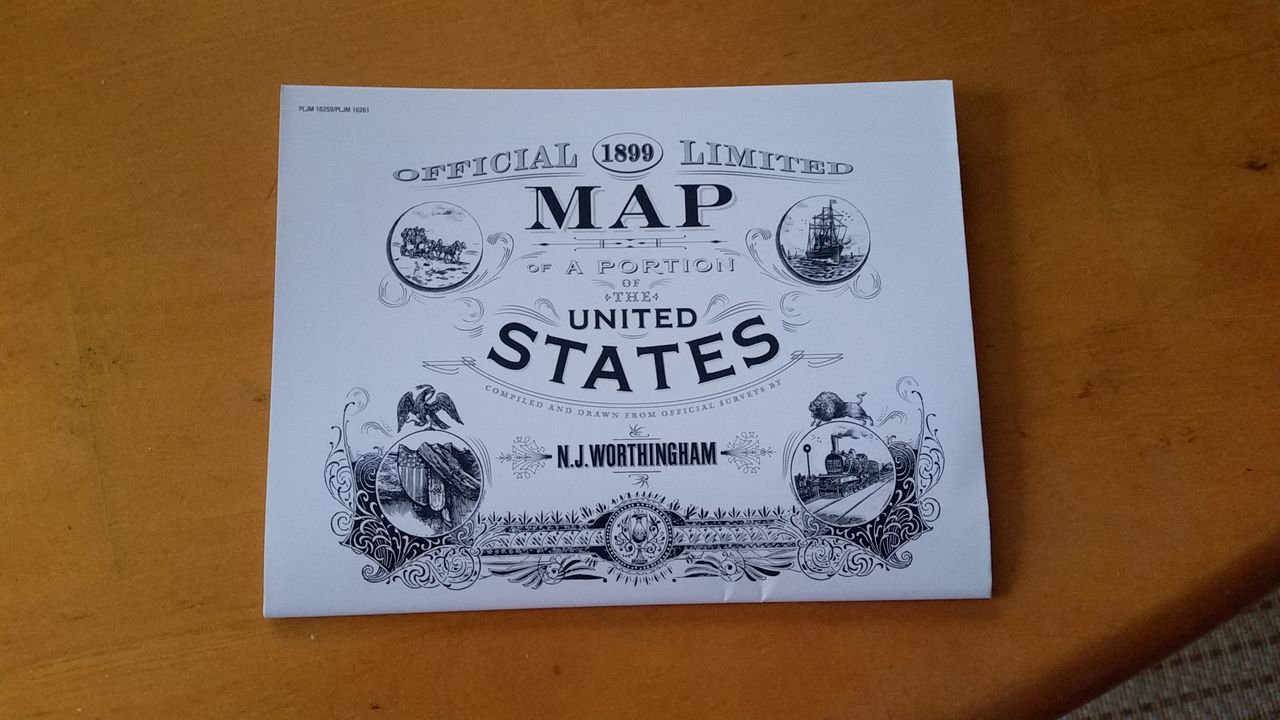 PLJM 16259/PLJM 16261
OFFICIAL 1899 LIMITED
MAP
OF A PORTION
OF
THE
UNITED
STATES
COMPILED AND DRAWN FROM OFFICIAL SURVEYS BY
N.J. WORTHINGHAM